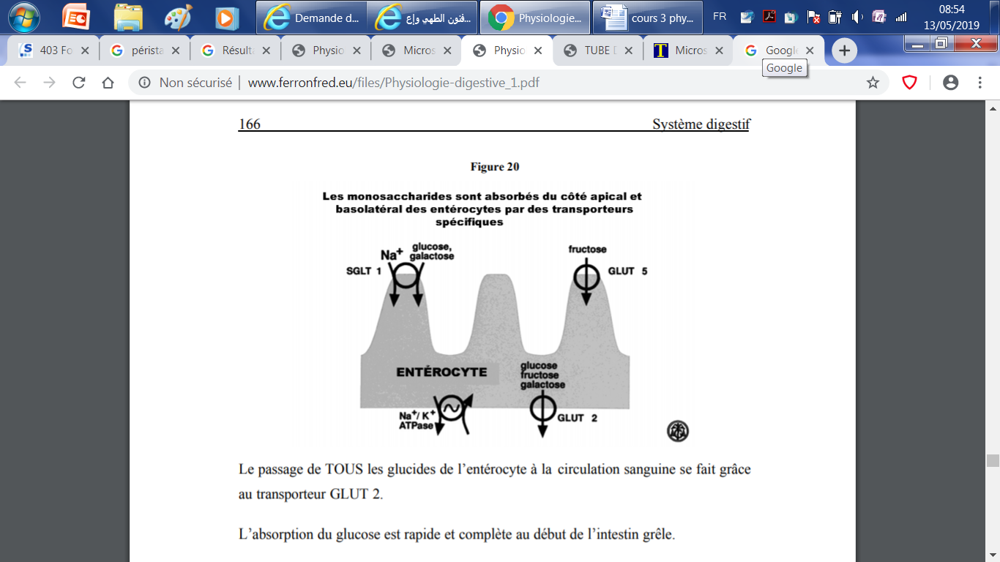 Demande d...
فنون الطهي وإع...
Physiologie...
cours 3 phy...
FR
08:54
13/05/2019
403 Fo
pérista
Résult
Physio
Micros
Physio
TUBE D
Micros
Google
Google
Non sécurisé | www.ferronfred.eu/files/Physiologie-digestive_1.pdf
166 Système digestif
Figure 20
Les monosaccharides sont absorbés du côté apical et
basolatéral des entérocytes par des transporteurs
spécifiques
Na+ glucose,
galactose
SGLT 1
fructose
GLUT 5
ENTÉROCYTE
glucose
fructose
galactose
Na+/ K+
ATPase
GLUT 2
Le passage de TOUS les glucides de l’entérocyte à la circulation sanguine se fait grâce
au transporteur GLUT 2.
L’absorption du glucose est rapide et complète au début de l’intestin grêle.